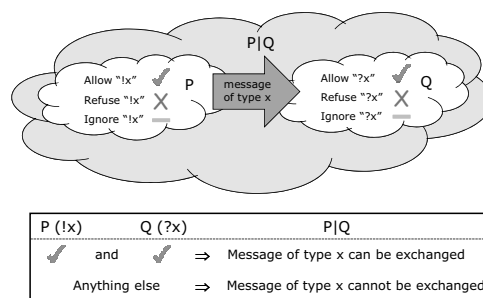 P|Q
Allow “!x”
Refuse “!x”
Ignore “!x”
P
message
of type x
Allow “?x”
Refuse “?x”
Ignore “?x”
Q
P (!x) Q (?x) P|Q
and ⇒ Message of type x can be exchanged
Anything else ⇒ Message of type x cannot be exchanged